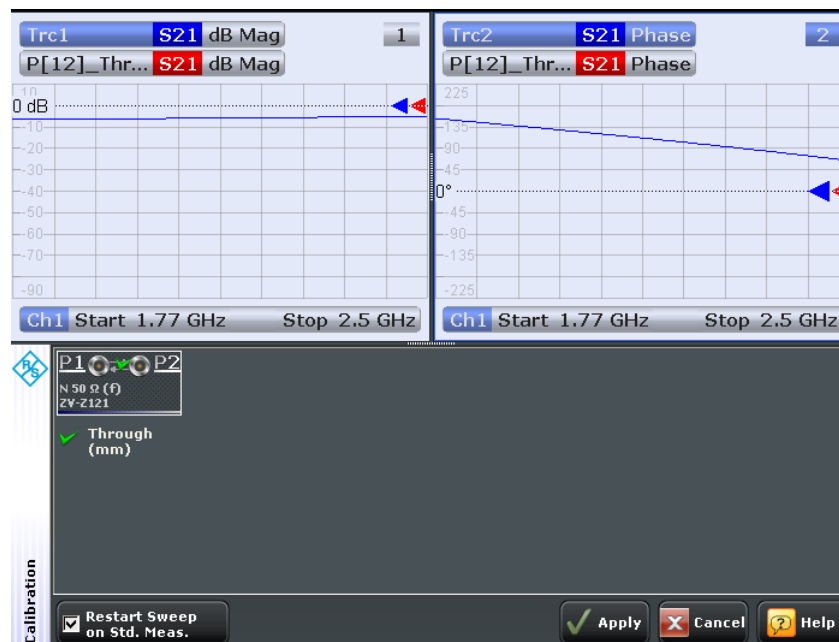 Trc1 S21 dB Mag 1
P[12]_Thr... S21 dB Mag
10
0 dB
-10
-20
-30
-40
-50
-60
-70
-90
Ch1 Start 1.77 GHz Stop 2.5 GHz
Trc2 S21 Phase 2
P[12]_Thr... S21 Phase
225
135
90
45
0°
-45
-90
-135
-225
Ch1 Start 1.77 GHz Stop 2.5 GHz
R&S
P1 P2
N 50 Ω (f)
ZV-Z121
Through
(mm)
Calibration
Restart Sweep
on Std. Meas.
Apply
Cancel
Help